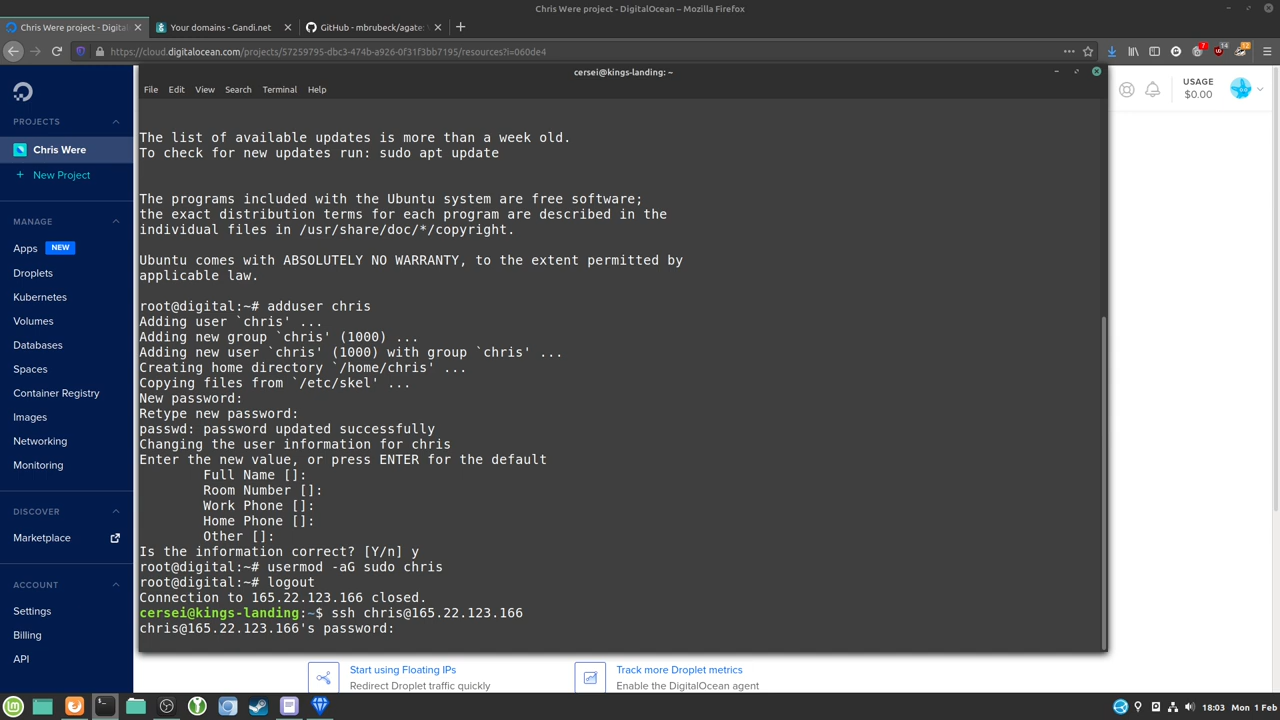 Chris Were project - DigitalOcean – Mozilla Firefox
Chris Were project - Digital
Your domains - Gandi.net
GitHub - mbrubeck/agate:
https://cloud.digitalocean.com/projects/57259795-dbc3-474b-a926-0f31f3bb7195/resources?i=060de4
7
14
12
cersei@kings-landing: ~
File Edit View Search Terminal Help
USAGE
$0.00
PROJECTS
Chris Were
+ New Project
MANAGE
Apps NEW
Droplets
Kubernetes
Volumes
Databases
Spaces
Container Registry
Images
Networking
Monitoring
DISCOVER
Marketplace
ACCOUNT
Settings
Billing
API
The list of available updates is more than a week old.
To check for new updates run: sudo apt update
The programs included with the Ubuntu system are free software;
the exact distribution terms for each program are described in the
individual files in /usr/share/doc/*/copyright.
Ubuntu comes with ABSOLUTELY NO WARRANTY, to the extent permitted by
applicable law.
root@digital:~# adduser chris
Adding user `chris' ...
Adding new group `chris' (1000) ...
Adding new user `chris' (1000) with group `chris' ...
Creating home directory `/home/chris' ...
Copying files from `/etc/skel' ...
New password:
Retype new password:
passwd: password updated successfully
Changing the user information for chris
Enter the new value, or press ENTER for the default
Full Name []:
Room Number []:
Work Phone []:
Home Phone []:
Other []:
Is the information correct? [Y/n] y
root@digital:~# usermod -aG sudo chris
root@digital:~# logout
Connection to 165.22.123.166 closed.
cersei@kings-landing:~$ ssh chris@165.22.123.166
chris@165.22.123.166's password:
Start using Floating IPs
Redirect Droplet traffic quickly
Track more Droplet metrics
Enable the DigitalOcean agent
18:03 Mon 1 Feb